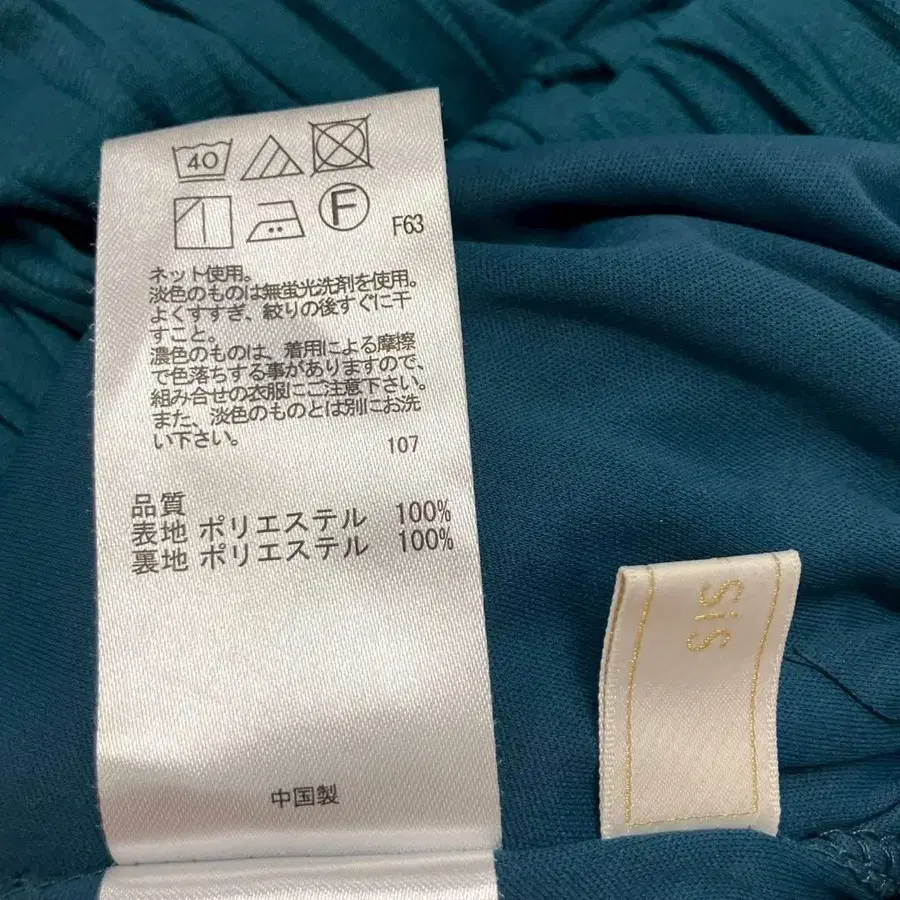 40
F
F63
ネット使用。
淡色のものは無蛍光洗剤を使用。
よくすすぎ、絞りの後すぐに干
すこと。
濃色のものは、着用による摩擦
で色落ちする事がありますので、
組み合せの衣服にご注意下さい。
また、淡色のものとは別にお洗
い下さい。
107
品質
表地 ポリエステル 100%
裏地 ポリエステル 100%
中国製
SiS